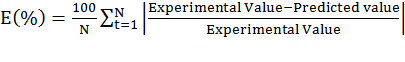 E(%) = 100/N ∑_{t=1}^{N} |(Experimental Value−Predicted value)/(Experimental Value)|